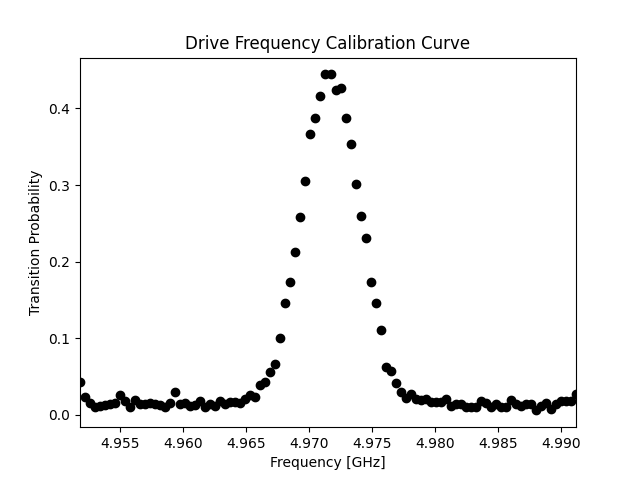 Drive Frequency Calibration Curve
Transition Probability
0.4
0.3
0.2
0.1
0.0
4.955 4.960 4.965 4.970 4.975 4.980 4.985 4.990
Frequency [GHz]